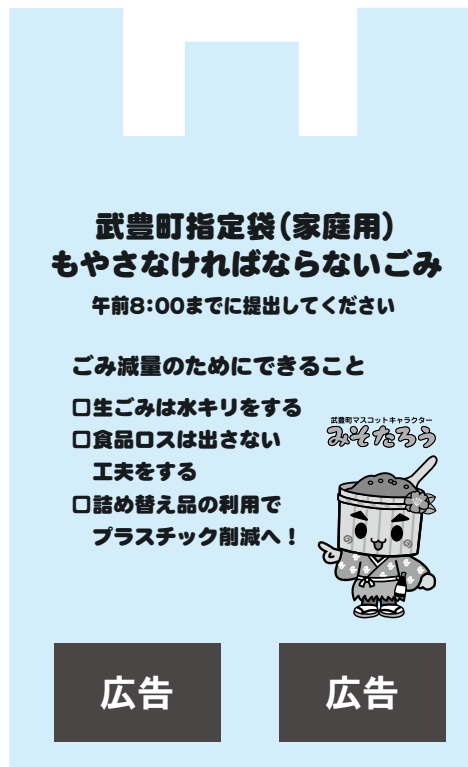 武豊町指定袋(家庭用)
もやさなければならないごみ
午前8:00までに提出してください
ごみ減量のためにできること
□生ごみは水キリをする
□食品ロスは出さない
工夫をする
□詰め替え品の利用で
プラスチック削減へ!
武豊町マスコットキャラクター
みそたろう
広告
広告